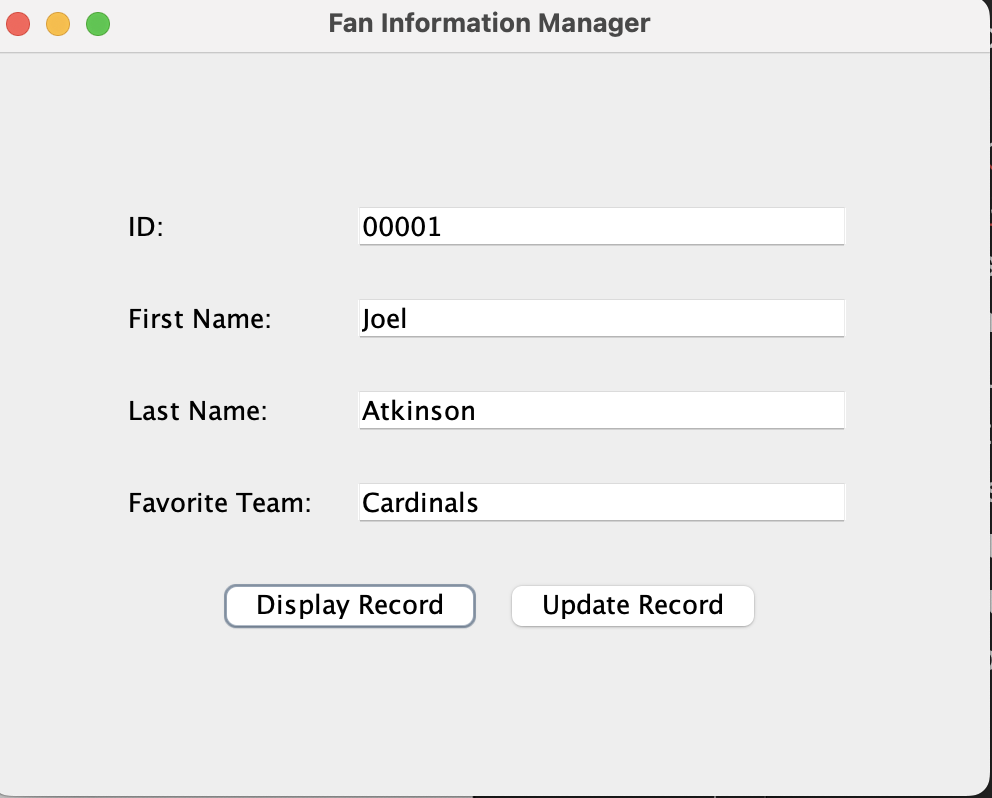 Fan Information Manager
ID: 00001
First Name: Joel
Last Name: Atkinson
Favorite Team: Cardinals
Display Record Update Record